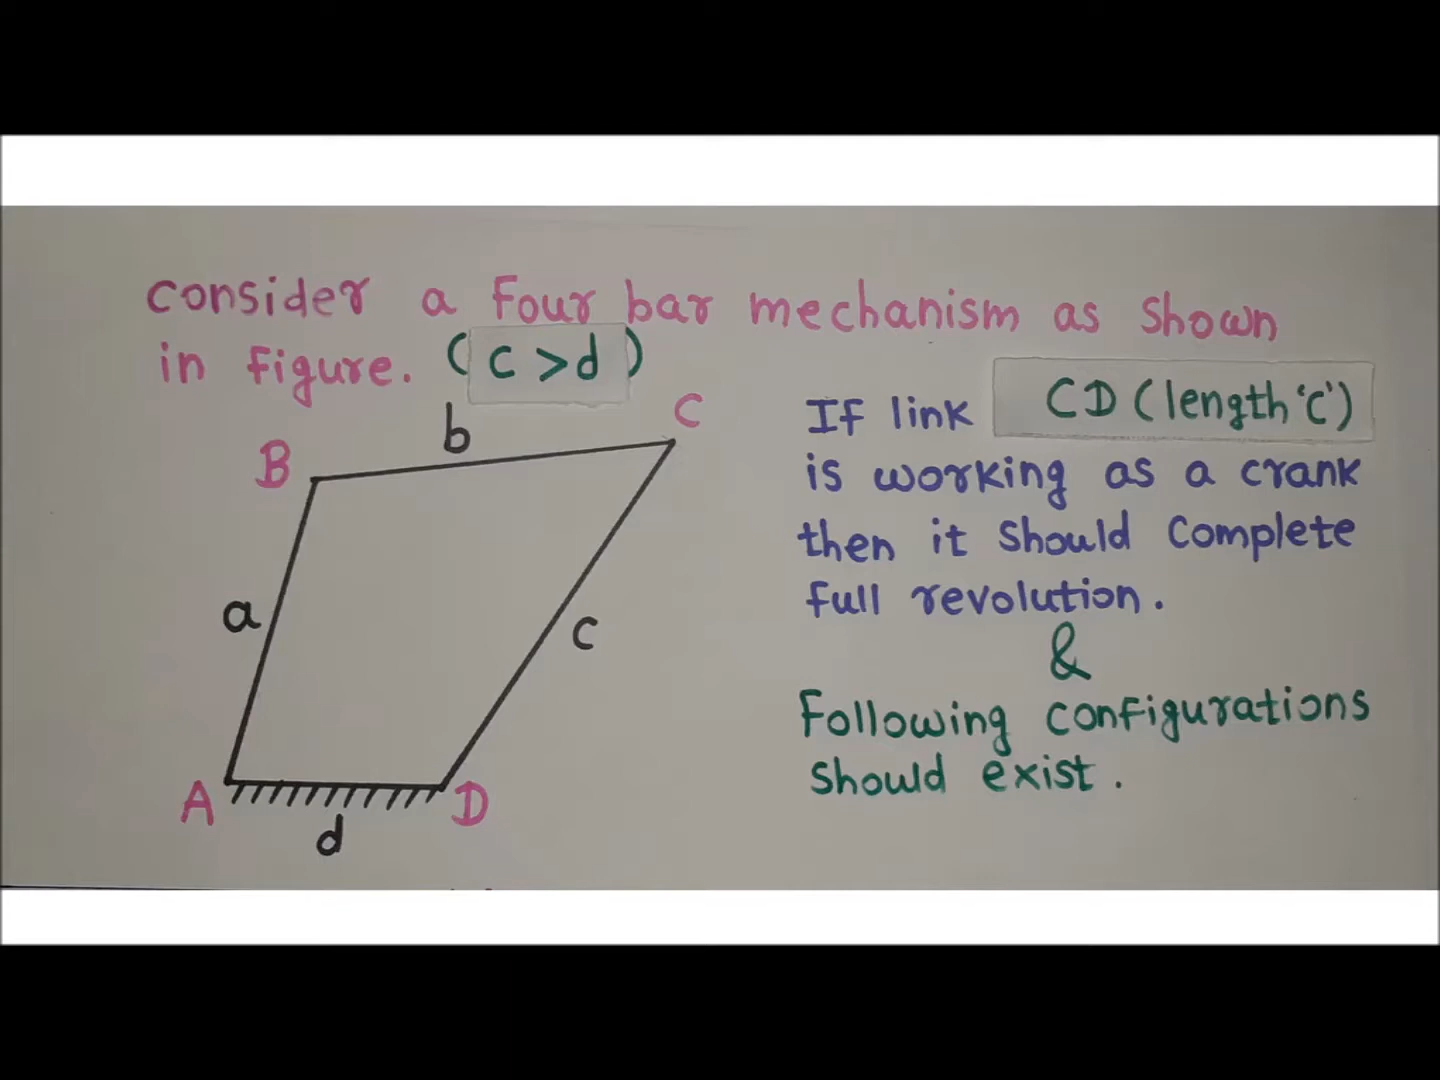 Consider a Four bar mechanism as shown
in Figure. ( c > d )
If link CD (length 'c')
is working as a crank
then it should complete
full revolution.
&
Following configurations
should exist.
B
b
C
a
c
A
D
d